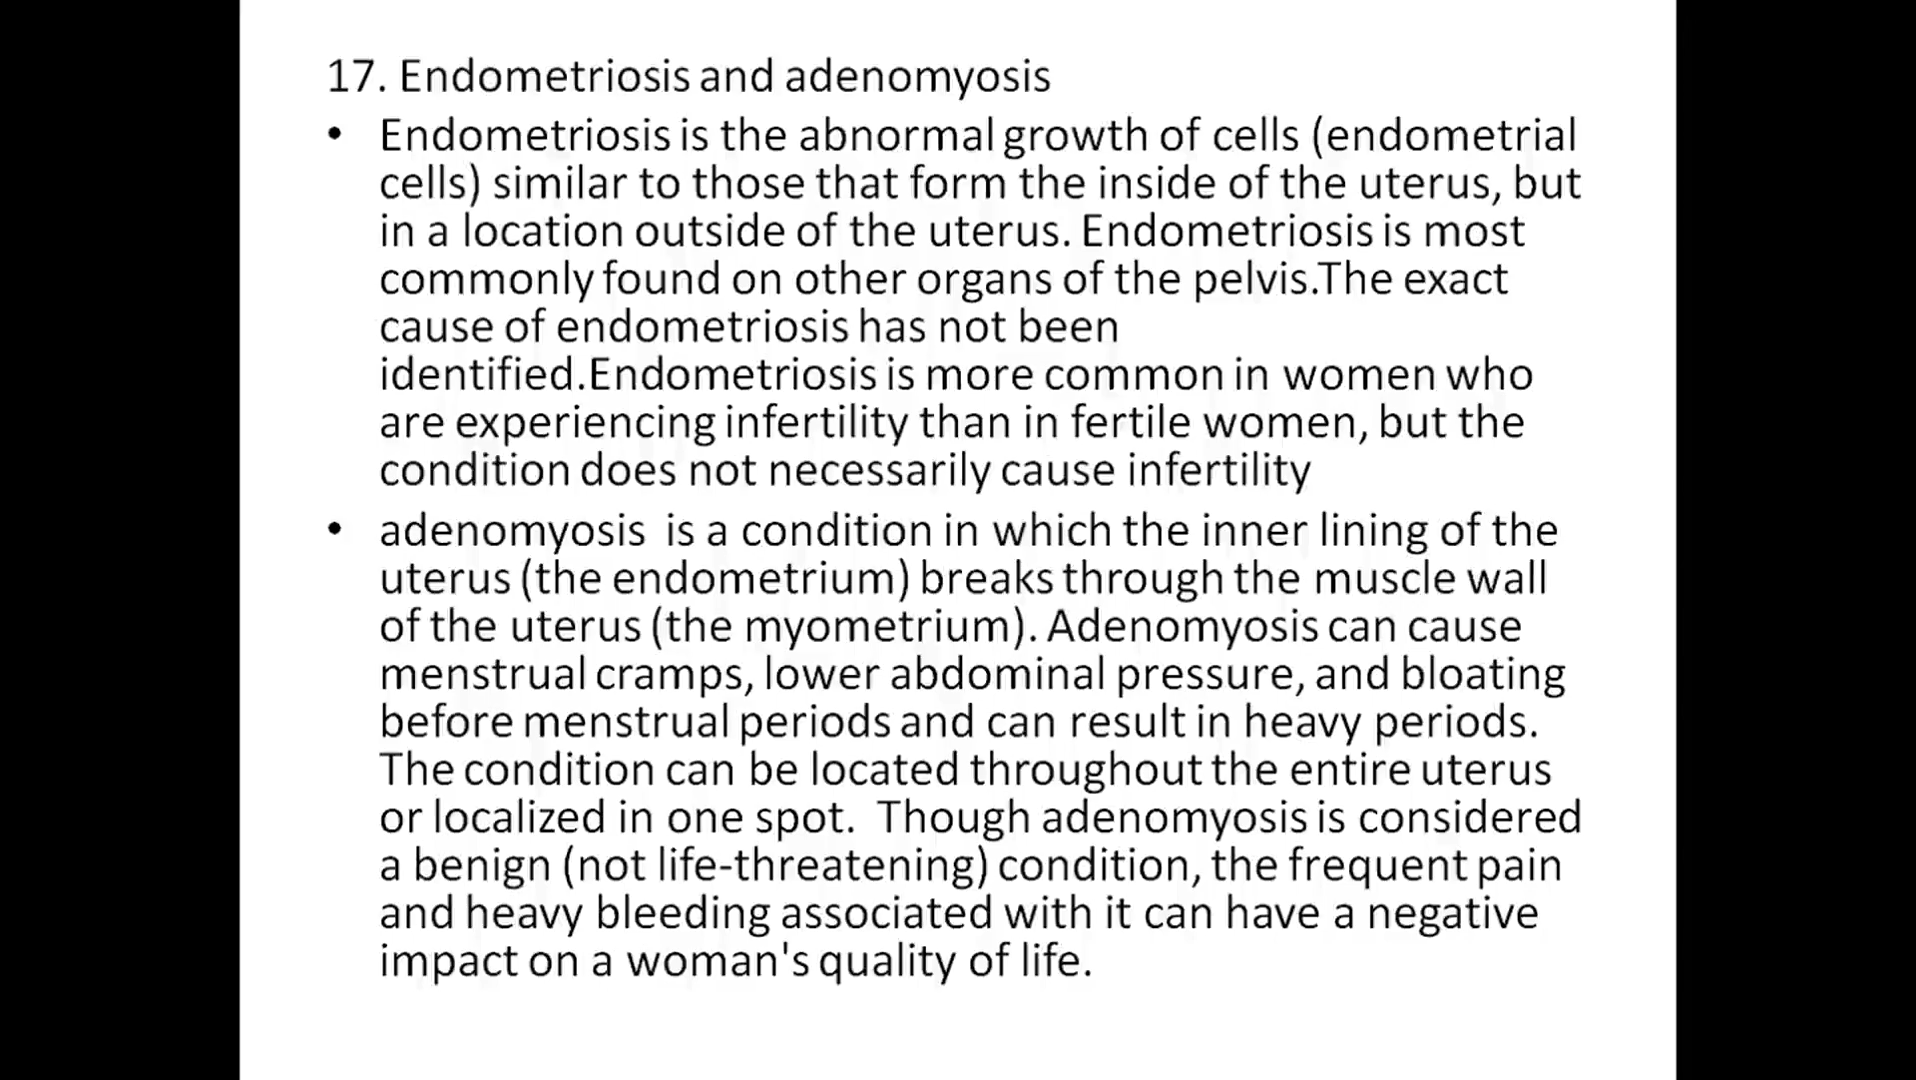 17. Endometriosis and adenomyosis
• Endometriosis is the abnormal growth of cells (endometrial
cells) similar to those that form the inside of the uterus, but
in a location outside of the uterus. Endometriosis is most
commonly found on other organs of the pelvis.The exact
cause of endometriosis has not been
identified.Endometriosis is more common in women who
are experiencing infertility than in fertile women, but the
condition does not necessarily cause infertility
• adenomyosis  is a condition in which the inner lining of the
uterus (the endometrium) breaks through the muscle wall
of the uterus (the myometrium). Adenomyosis can cause
menstrual cramps, lower abdominal pressure, and bloating
before menstrual periods and can result in heavy periods.
The condition can be located throughout the entire uterus
or localized in one spot.  Though adenomyosis is considered
a benign (not life-threatening) condition, the frequent pain
and heavy bleeding associated with it can have a negative
impact on a woman's quality of life.